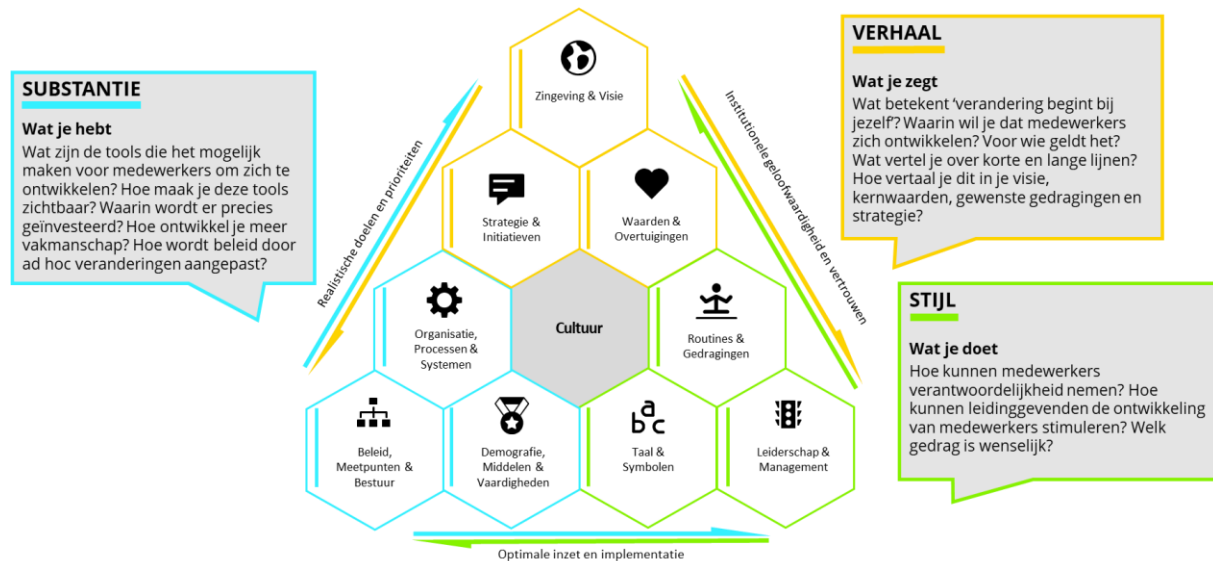 SUBSTANTIE
Wat je hebt
Wat zijn de tools die het mogelijk
maken voor medewerkers om zich te
ontwikkelen? Hoe maak je deze tools
zichtbaar? Waarin wordt er precies
geïnvesteerd? Hoe ontwikkel je meer
vakmanschap? Hoe wordt beleid door
ad hoc veranderingen aangepast?
Realistische doelen en prioriteiten
Zingeving & Visie
Strategie &
Initiatieven
Waarden &
Overtuigingen
Organisatie,
Processen &
Systemen
Cultuur
Routines &
Gedragingen
Beleid,
Meetpunten &
Bestuur
Demografie,
Middelen &
Vaardigheden
abc
Taal &
Symbolen
Leiderschap &
Management
Optimale inzet en implementatie
Institutionele geloofwaardigheid en vertrouwen
VERHAAL
Wat je zegt
Wat betekent ‘verandering begint bij
jezelf’? Waarin wil je dat medewerkers
zich ontwikkelen? Voor wie geldt het?
Wat vertel je over korte en lange lijnen?
Hoe vertaal je dit in je visie,
kernwaarden, gewenste gedragingen en
strategie?
STIJL
Wat je doet
Hoe kunnen medewerkers
verantwoordelijkheid nemen? Hoe
kunnen leidinggevenden de ontwikkeling
van medewerkers stimuleren? Welk
gedrag is wenselijk?